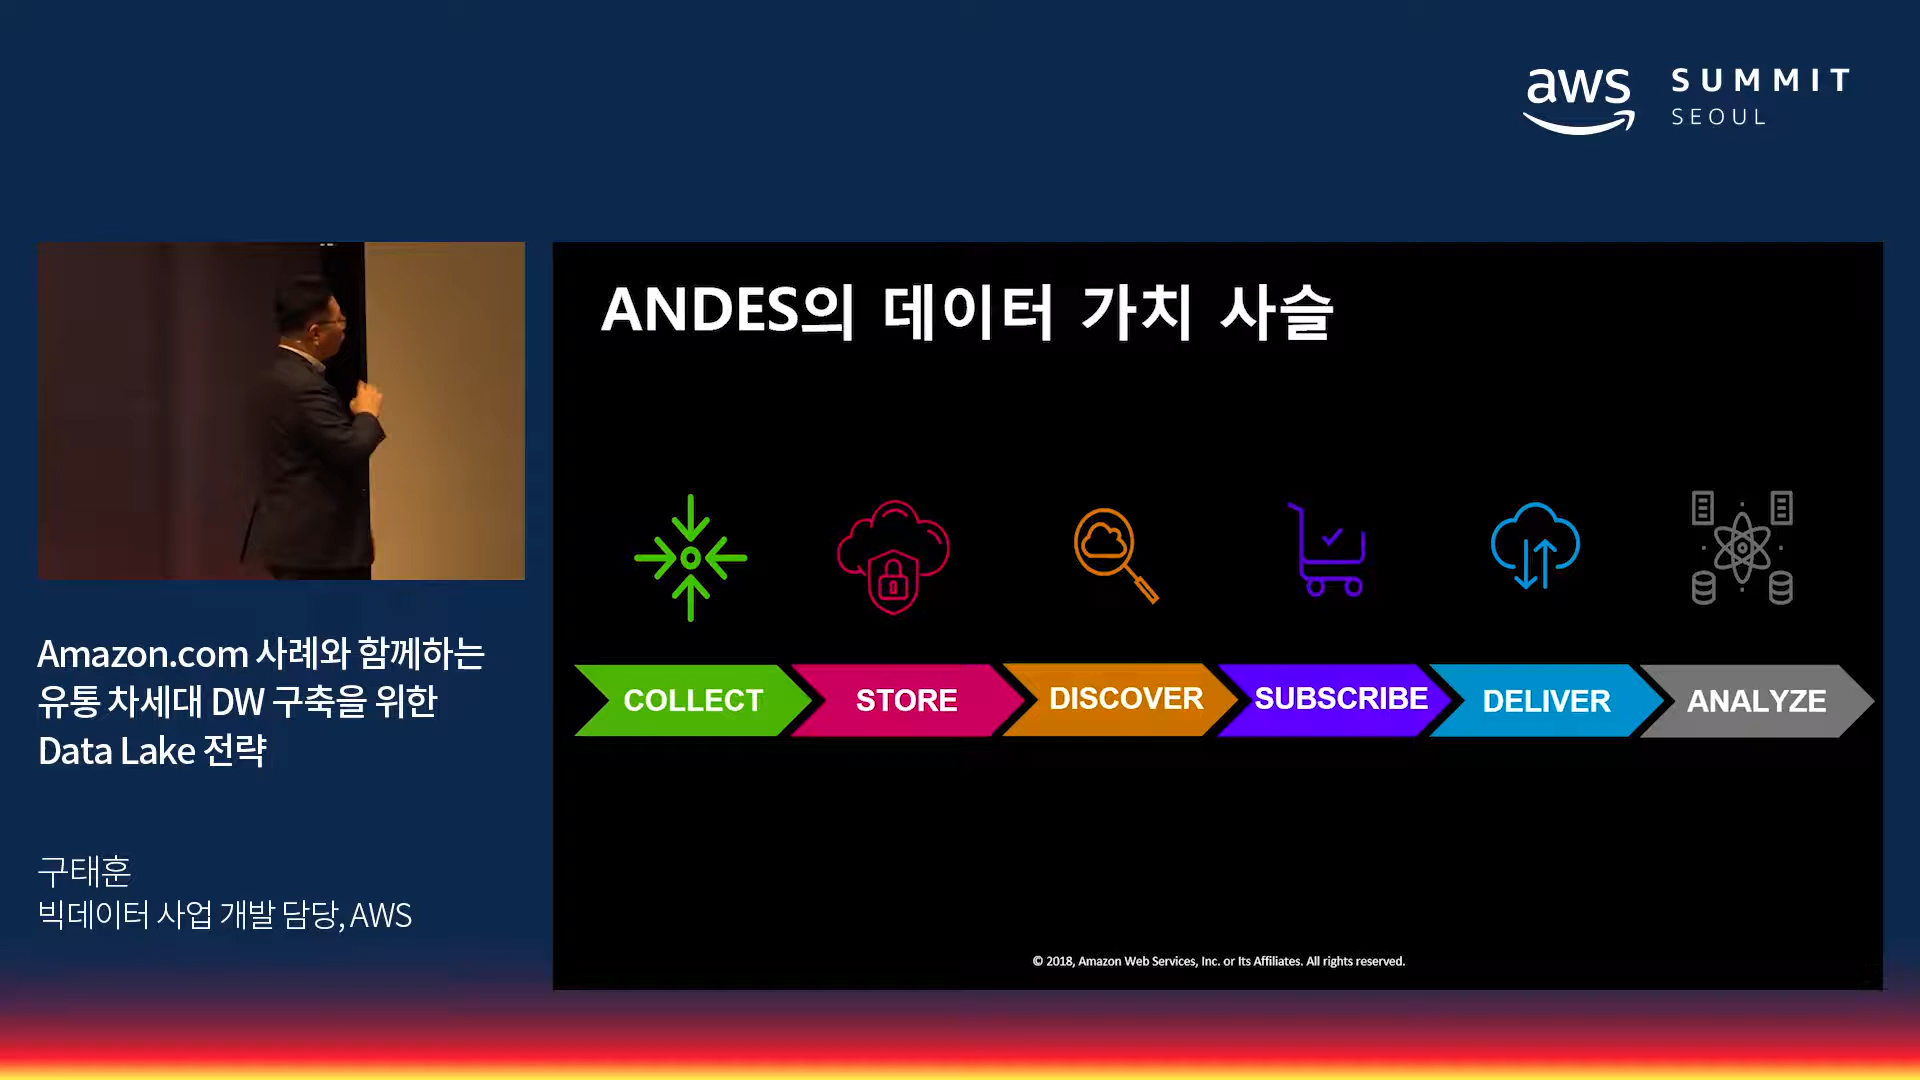 aws SUMMIT
SEOUL
ANDES의 데이터 가치 사슬
COLLECT
STORE
DISCOVER
SUBSCRIBE
DELIVER
ANALYZE
© 2018, Amazon Web Services, Inc. or Its Affiliates. All rights reserved.
Amazon.com 사례와 함께하는
유통 차세대 DW 구축을 위한
Data Lake 전략
구태훈
빅데이터 사업 개발 담당, AWS